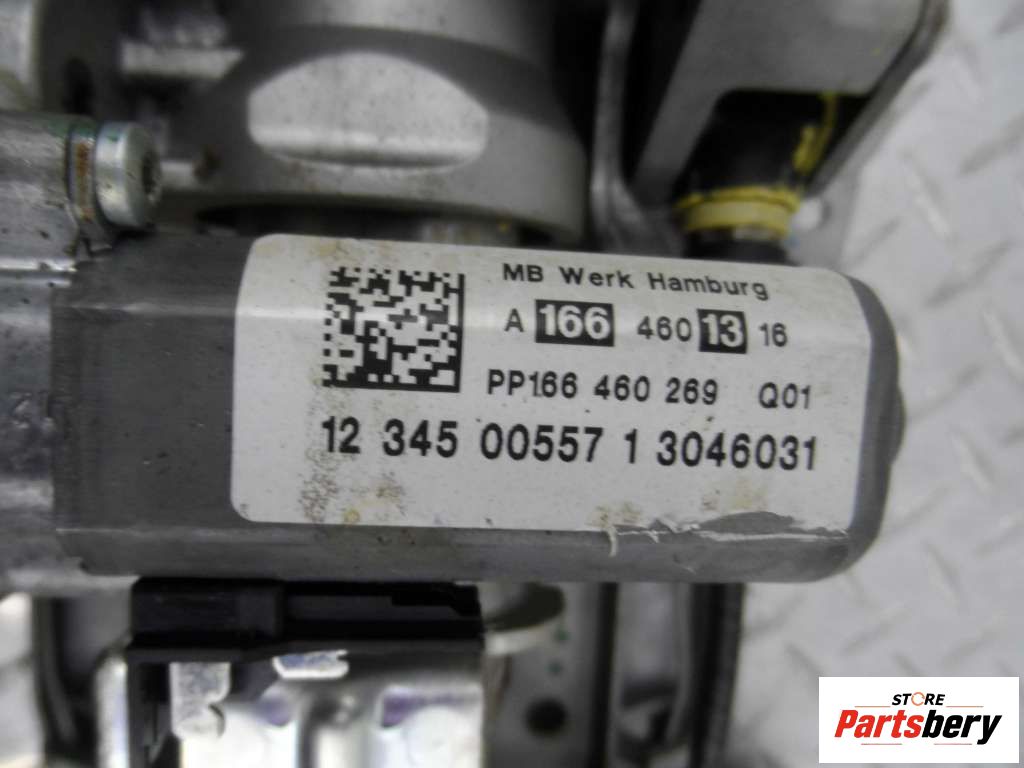 MB Werk Hamburg
A 166 460 13 16
PP166 460 269 Q01
12 345 00557 1 3046031
STORE
Partsbery